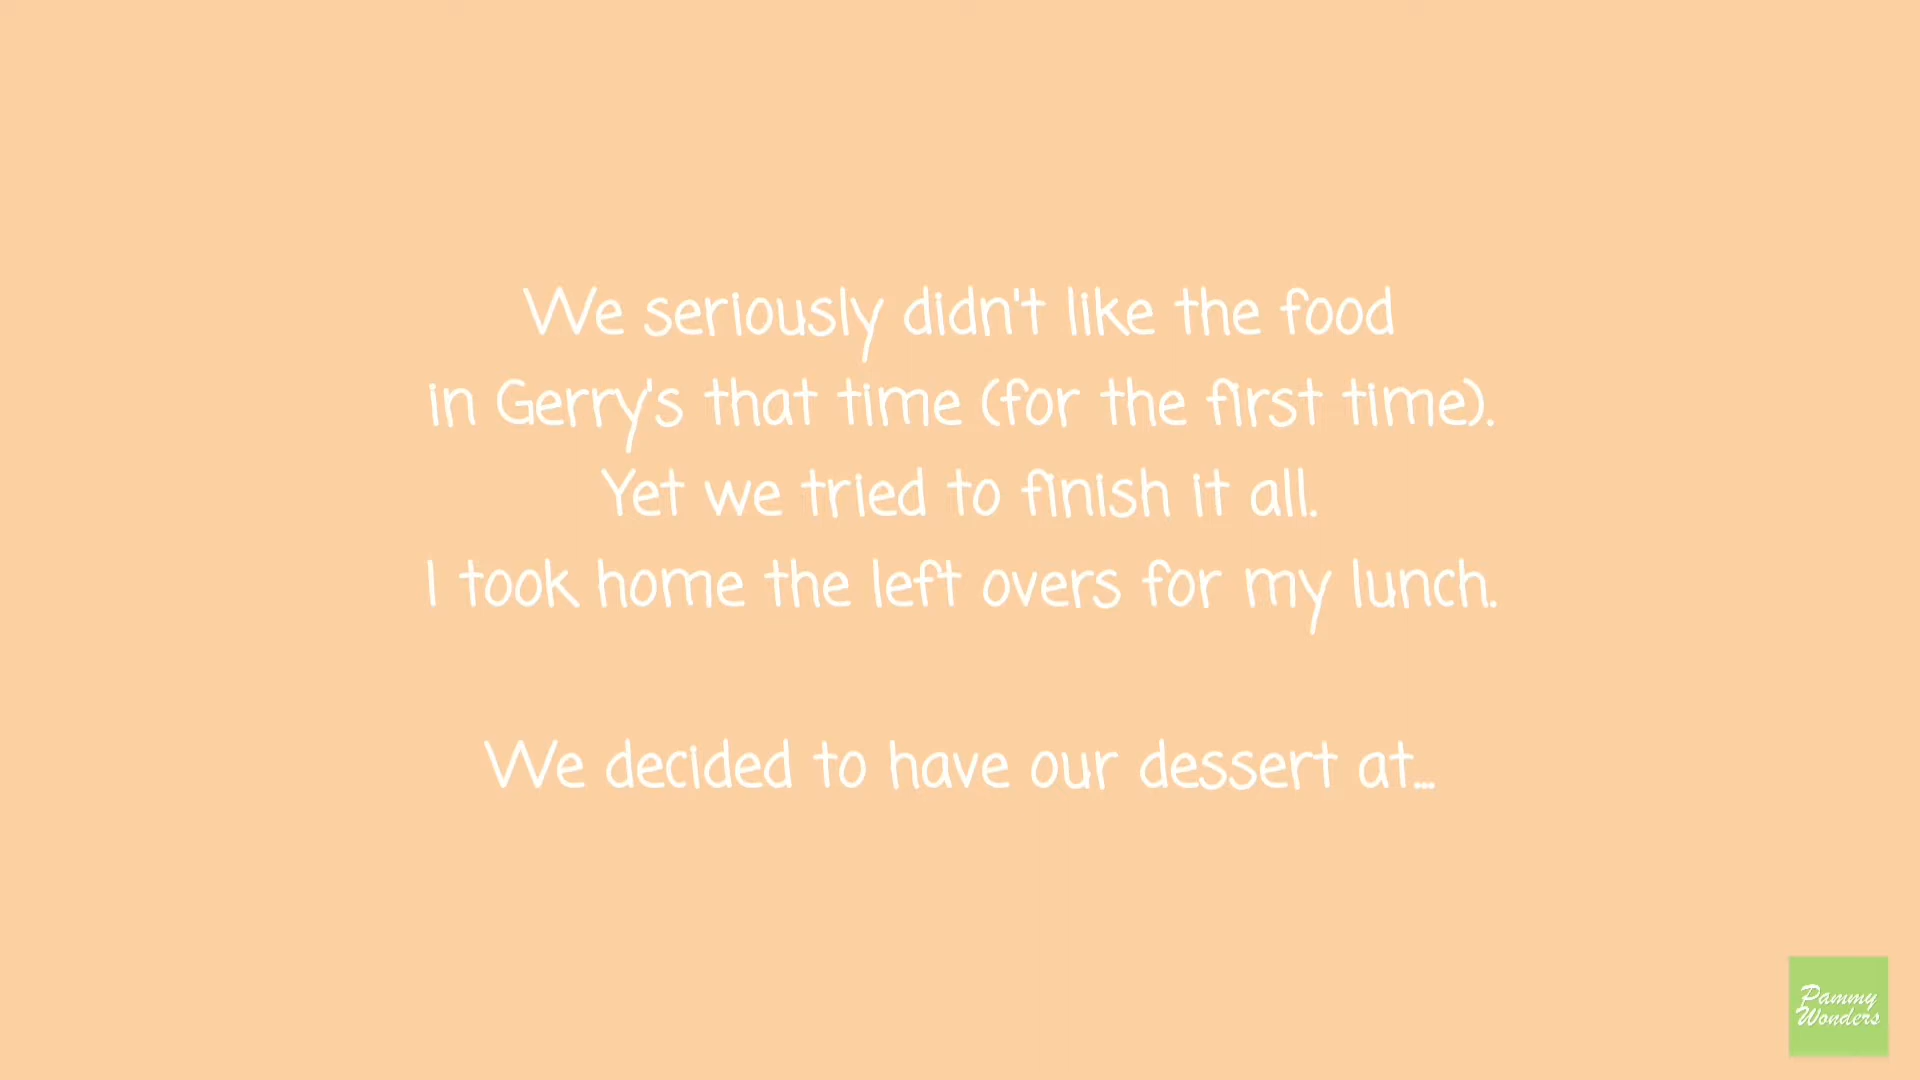 We seriously didn't like the food
in Gerry's that time (for the first time).
Yet we tried to finish it all.
I took home the left overs for my lunch.
We decided to have our dessert at...
Pammy
Wonders